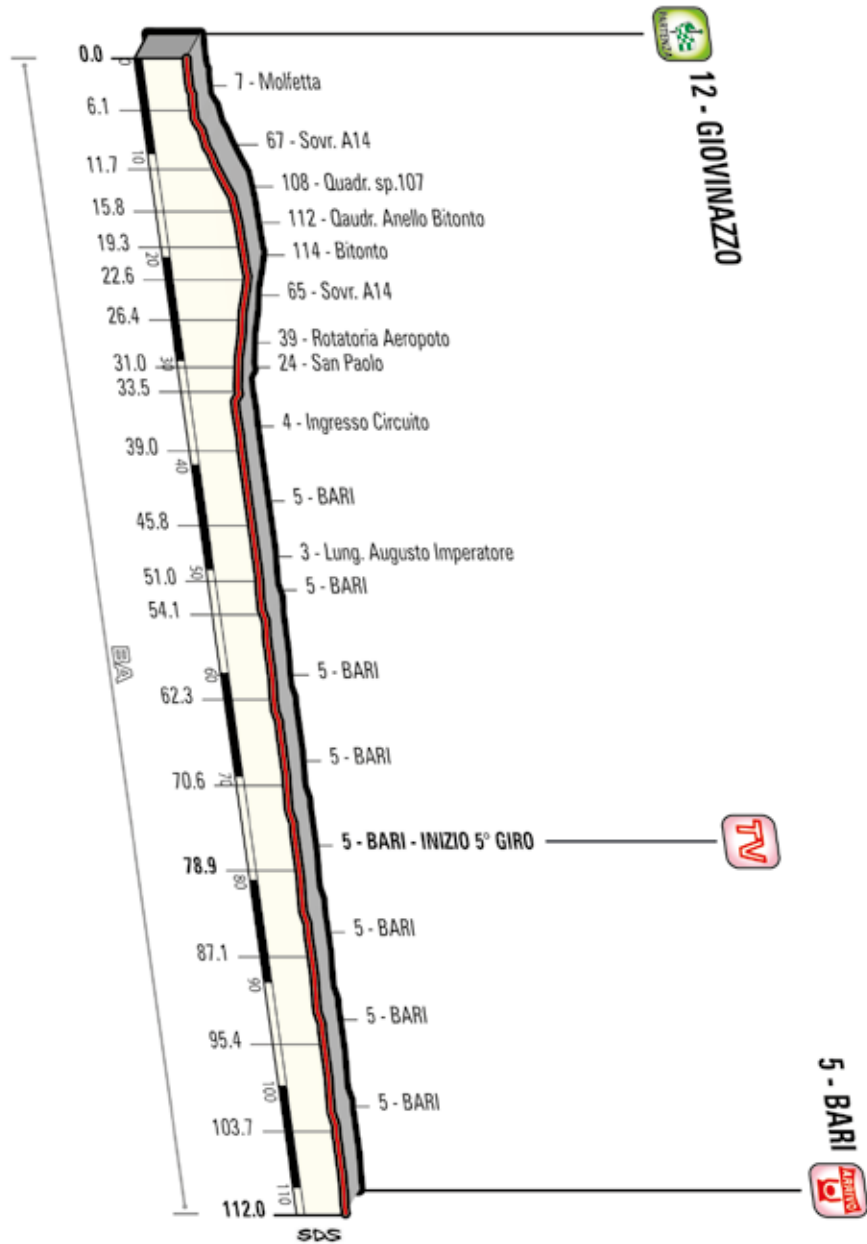 PARTENZA
12 - GIOVINAZZO
0.0
0
7 - Molfetta
6.1
67 - Sovr. A14
10
11.7
108 - Quadr. sp.107
15.8
112 - Qaudr. Anello Bitonto
19.3
114 - Bitonto
20
22.6
65 - Sovr. A14
26.4
39 - Rotatoria Aeropoto
31.0
30
24 - San Paolo
33.5
4 - Ingresso Circuito
39.0
40
5 - BARI
45.8
3 - Lung. Augusto Imperatore
50
51.0
5 - BARI
54.1
BA
60
5 - BARI
62.3
5 - BARI
70
70.6
5 - BARI - INIZIO 5° GIRO
TV
78.9
80
5 - BARI
87.1
90
5 - BARI
95.4
100
5 - BARI
103.7
5 - BARI
ARRIVO
110
112.0
SDS